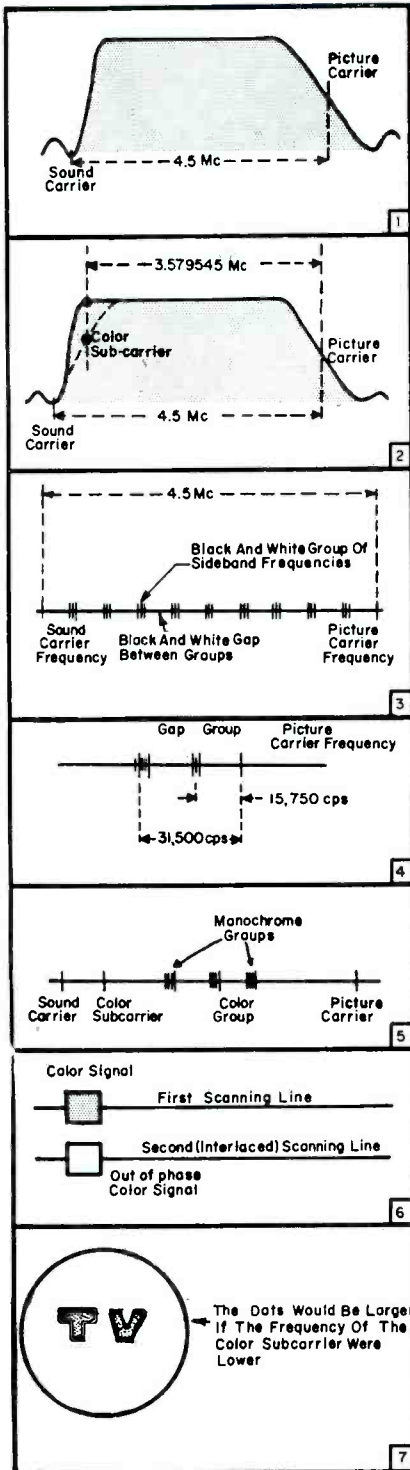 Picture
Carrier
4.5 Mc
Sound
Carrier
1
3.579545 Mc
Color
Sub-carrier
Picture
Carrier
4.5 Mc
Sound
Carrier
2
4.5 Mc
Black And White Group Of
Sideband Frequencies
Sound
Carrier
Frequency
Black And White Gap
Between Groups
Picture
Carrier
Frequency
3
Gap Group Picture
Carrier Frequency
15,750 cps
31,500 cps
4
Monochrome
Groups
Sound
Carrier
Color
Subcarrier
Color
Group
Picture
Carrier
5
Color Signal
First Scanning Line
Second (Interlaced) Scanning Line
Out of phase
Color Signal
6
TV
The Dots Would Be Larger
If The Frequency Of The
Color Subcarrier Were
Lower
7